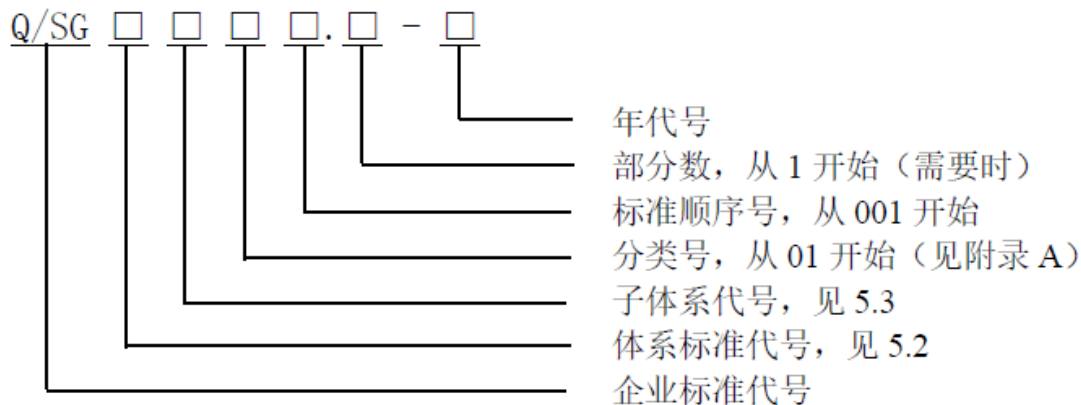 Q/SG □ □ □ □.□ - □
年代号
部分数，从 1 开始（需要时）
标准顺序号，从 001 开始
分类号，从 01 开始（见附录 A）
子体系代号，见 5.3
体系标准代号，见 5.2
企业标准代号